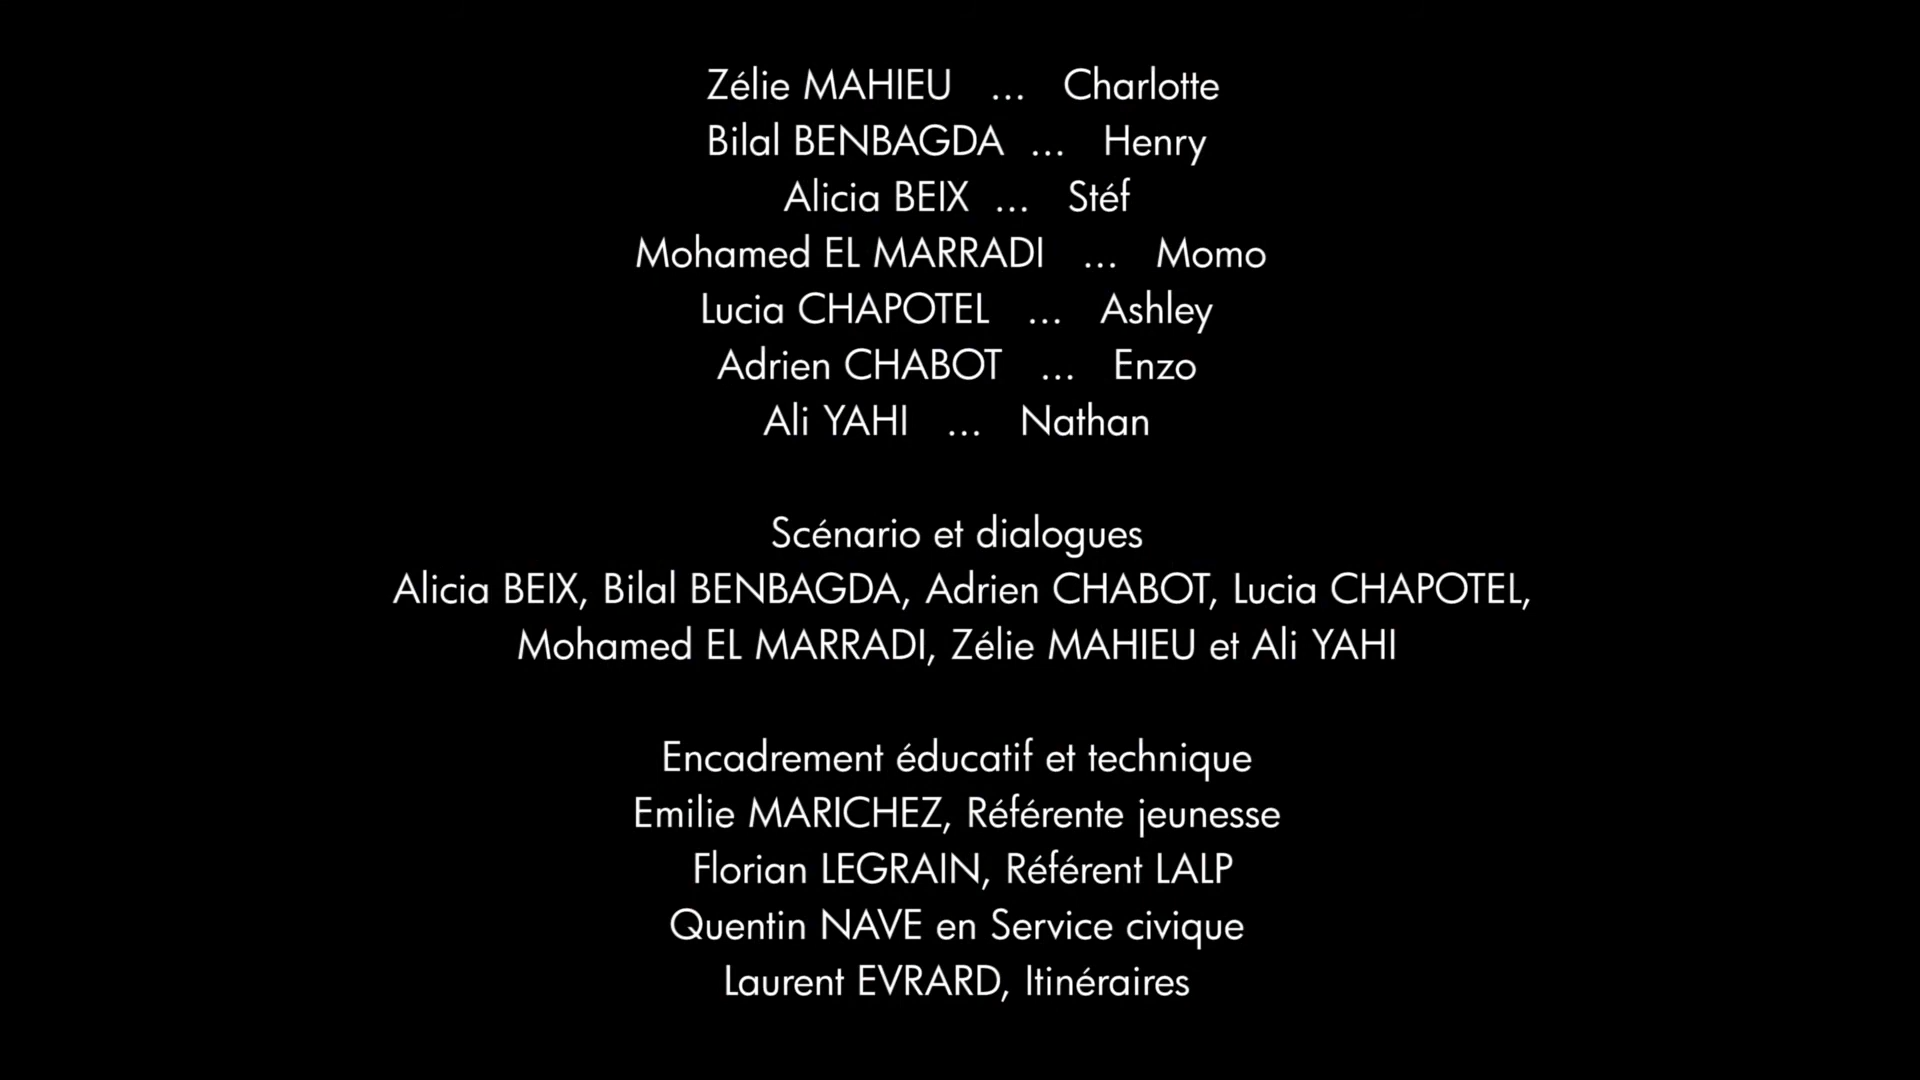 Zélie MAHIEU ... Charlotte
Bilal BENBAGDA ... Henry
Alicia BEIX ... Stéf
Mohamed EL MARRADI ... Momo
Lucia CHAPOTEL ... Ashley
Adrien CHABOT ... Enzo
Ali YAHI ... Nathan
Scénario et dialogues
Alicia BEIX, Bilal BENBAGDA, Adrien CHABOT, Lucia CHAPOTEL,
Mohamed EL MARRADI, Zélie MAHIEU et Ali YAHI
Encadrement éducatif et technique
Emilie MARICHEZ, Référente jeunesse
Florian LEGRAIN, Référent LALP
Quentin NAVE en Service civique
Laurent EVRARD, Itinéraires